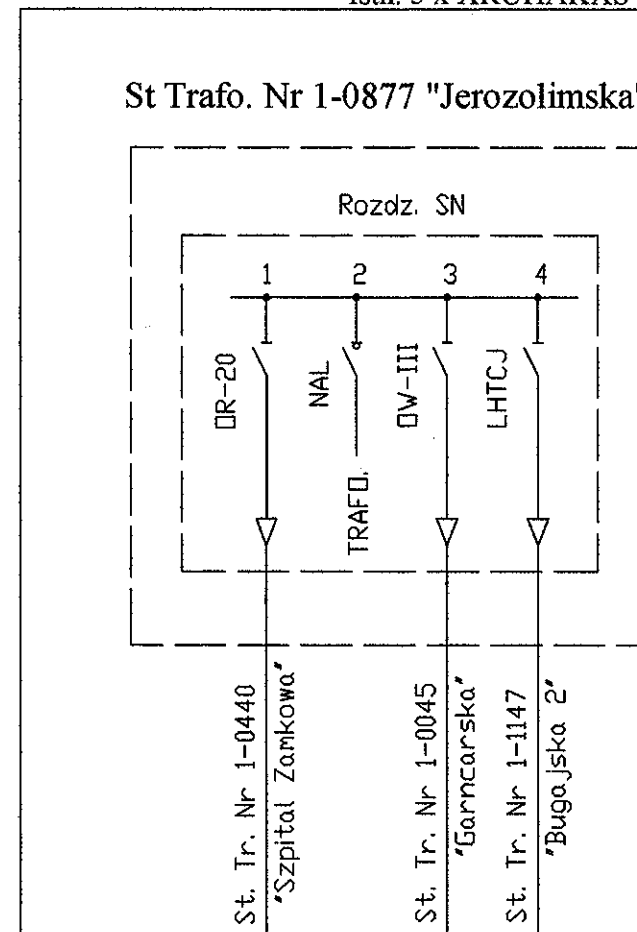 St Trafo. Nr 1-0877 "Jerozolimska"
Rozdz. SN
1 2 3 4
OR-20
NAL
OW-III
LHTCJ
TRAFO.
St. Tr. Nr 1-0440
"Szpital Zamkowa"
St. Tr. Nr 1-0045
"Garncarska"
St. Tr. Nr 1-1147
"Bugajska 2"